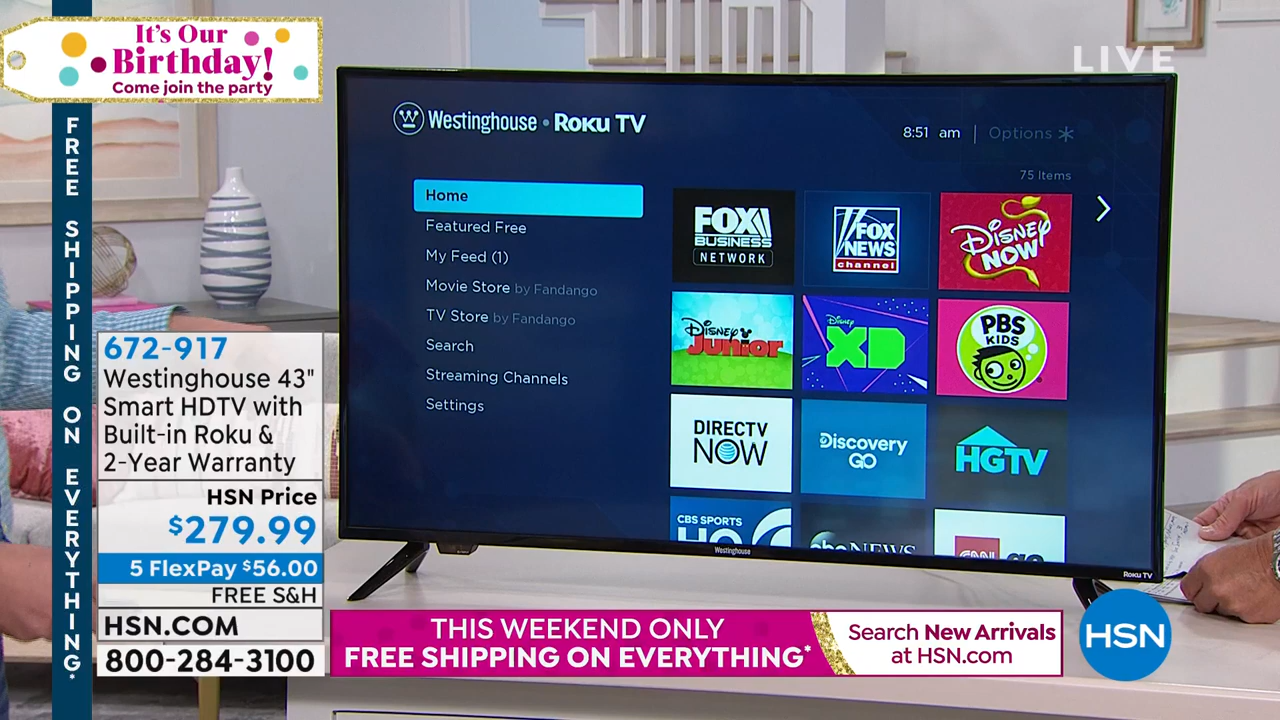 It's Our
Birthday!
Come join the party
FREE SHIPPING ON EVERYTHING*
LIVE
Westinghouse • Roku TV
8:51 am | Options
75 Items
Home
Featured Free
My Feed (1)
Movie Store by Fandango
TV Store by Fandango
Search
Streaming Channels
Settings
FOX
BUSINESS
NETWORK
FOX
NEWS
channel
Disney
NOW
Disney
Junior
Disney
XD
PBS
KIDS
DIRECTV
NOW
Discovery
GO
HGTV
CBS SPORTS
HQ
abc NEWS
CNN go
Westinghouse
Roku TV
672-917
Westinghouse 43"
Smart HDTV with
Built-in Roku &
2-Year Warranty
HSN Price
$279.99
5 FlexPay $56.00
FREE S&H
HSN.COM
800-284-3100
THIS WEEKEND ONLY
FREE SHIPPING ON EVERYTHING*
Search New Arrivals
at HSN.com
HSN